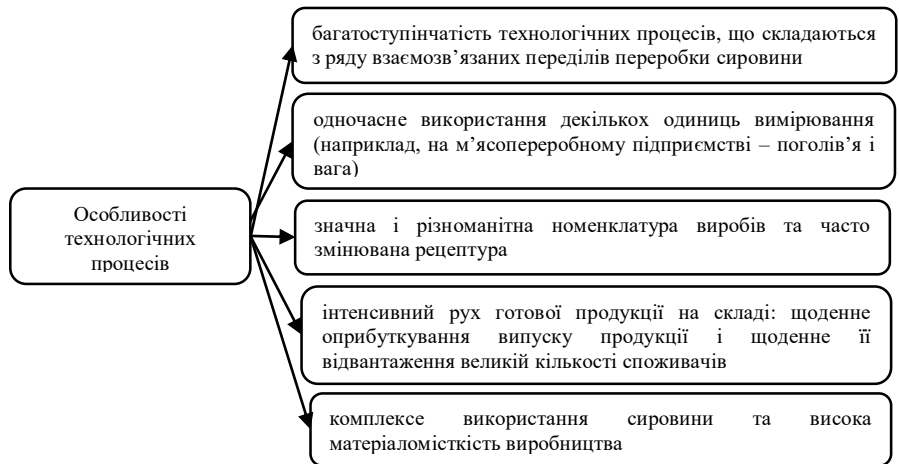 багатоступінчатість технологічних процесів, що складаються
з ряду взаємозв’язаних переділів переробки сировини
одночасне використання декількох одиниць вимірювання
(наприклад, на м’ясопереробному підприємстві – поголів’я і
вага)
Особливості
технологічних
процесів
значна і різноманітна номенклатура виробів та часто
змінювана рецептура
інтенсивний рух готової продукції на складі: щоденне
оприбуткування випуску продукції і щоденне її
відвантаження великій кількості споживачів
комплексе використання сировини та висока
матеріаломісткість виробництва